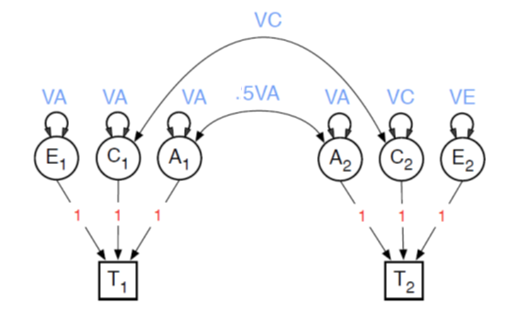 VC
VA VA VA .5VA VA VC VE
E1 C1 A1 A2 C2 E2
1 1 1 1 1 1
T1 T2